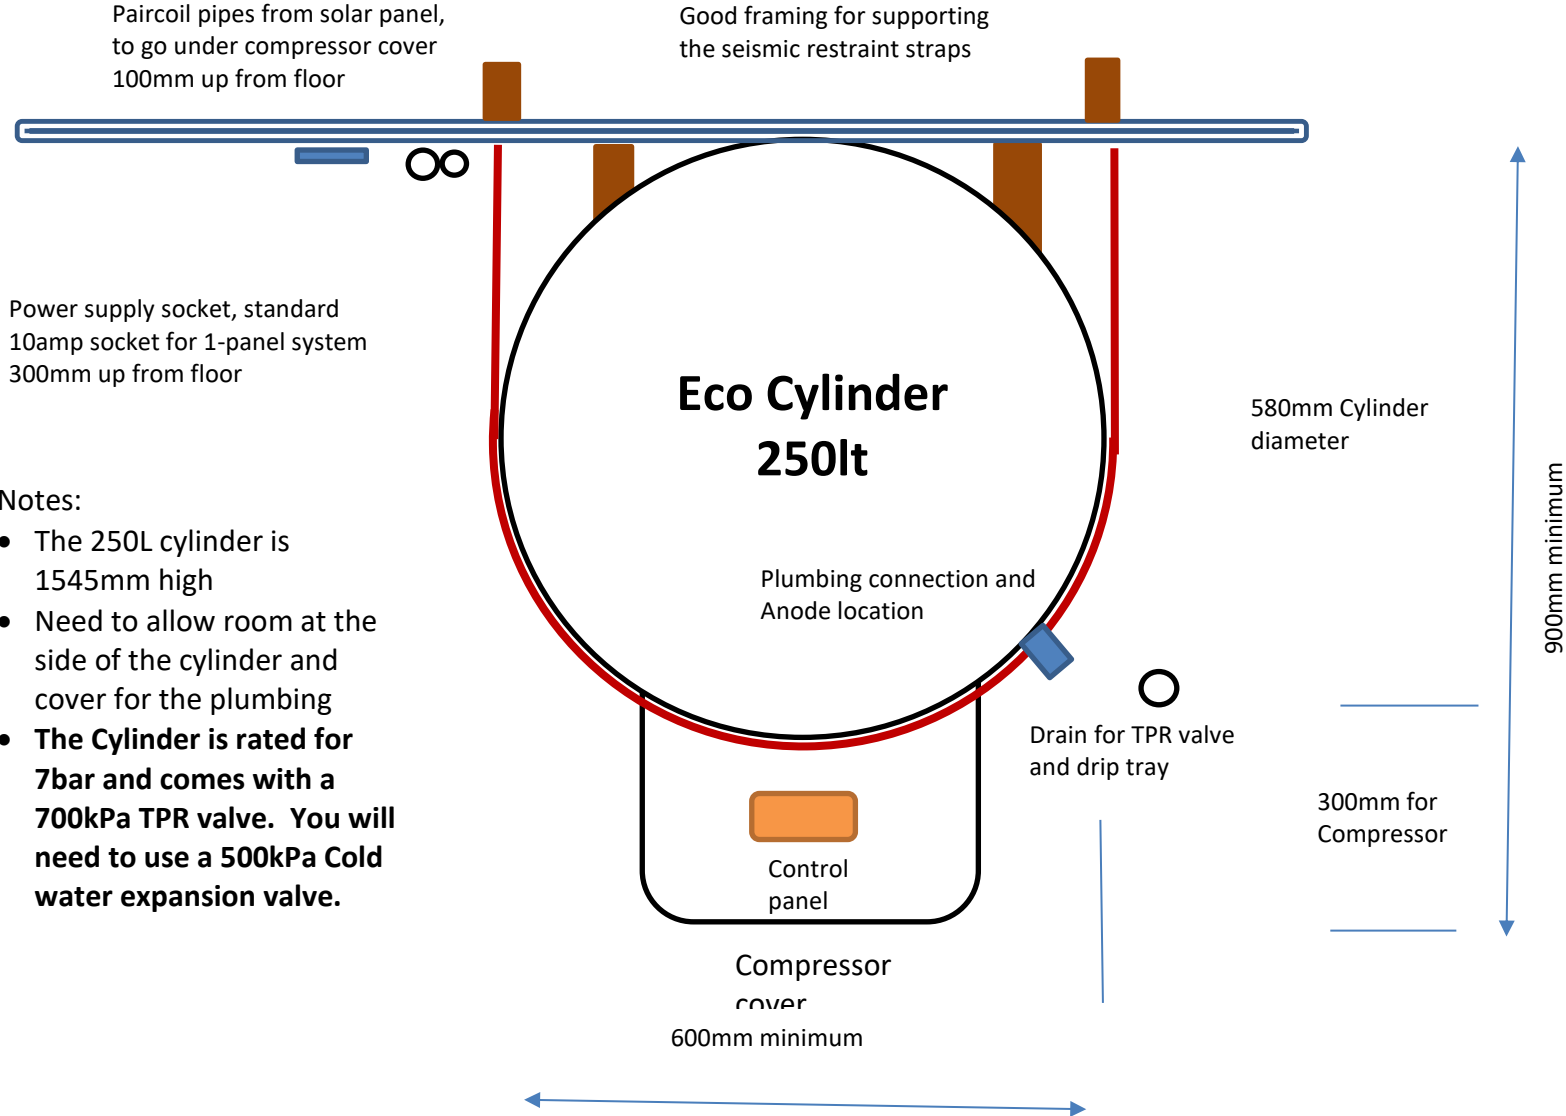 Paircoil pipes from solar panel,
to go under compressor cover
100mm up from floor
Good framing for supporting
the seismic restraint straps
Power supply socket, standard
10amp socket for 1-panel system
300mm up from floor
Eco Cylinder
250lt
580mm Cylinder
diameter
900mm minimum
Notes:
• The 250L cylinder is
1545mm high
• Need to allow room at the
side of the cylinder and
cover for the plumbing
• The Cylinder is rated for
7bar and comes with a
700kPa TPR valve. You will
need to use a 500kPa Cold
water expansion valve.
Plumbing connection and
Anode location
Drain for TPR valve
and drip tray
300mm for
Compressor
Control
panel
Compressor
cover
600mm minimum